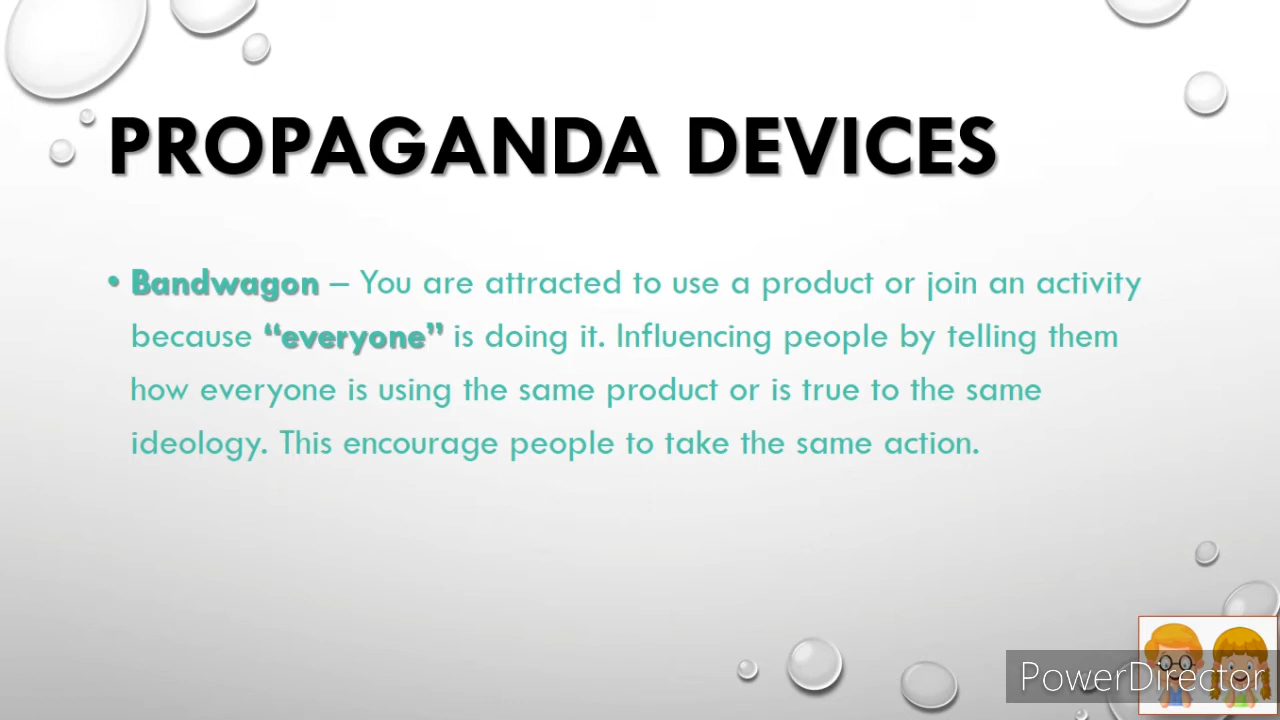 PROPAGANDA DEVICES
• Bandwagon – You are attracted to use a product or join an activity
because “everyone” is doing it. Influencing people by telling them
how everyone is using the same product or is true to the same
ideology. This encourage people to take the same action.
PowerDirector